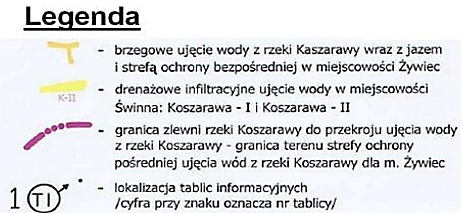 Legenda
- brzegowe ujęcie wody z rzeki Kaszarawy wraz z jazem
i strefą ochrony bezpośredniej w miejscowości Żywiec
K-II
- drenażowe infiltracyjne ujęcie wody w miejscowości
Świnna: Koszarawa - I i Koszarawa - II
- granica zlewni rzeki Koszarawy do przekroju ujęcia wody
z rzeki Koszarawy - granica terenu strefy ochrony
pośredniej ujęcia wód z rzeki Koszarawy dla m. Żywiec
1 TI
- lokalizacja tablic informacyjnych
/cyfra przy znaku oznacza nr tablicy/